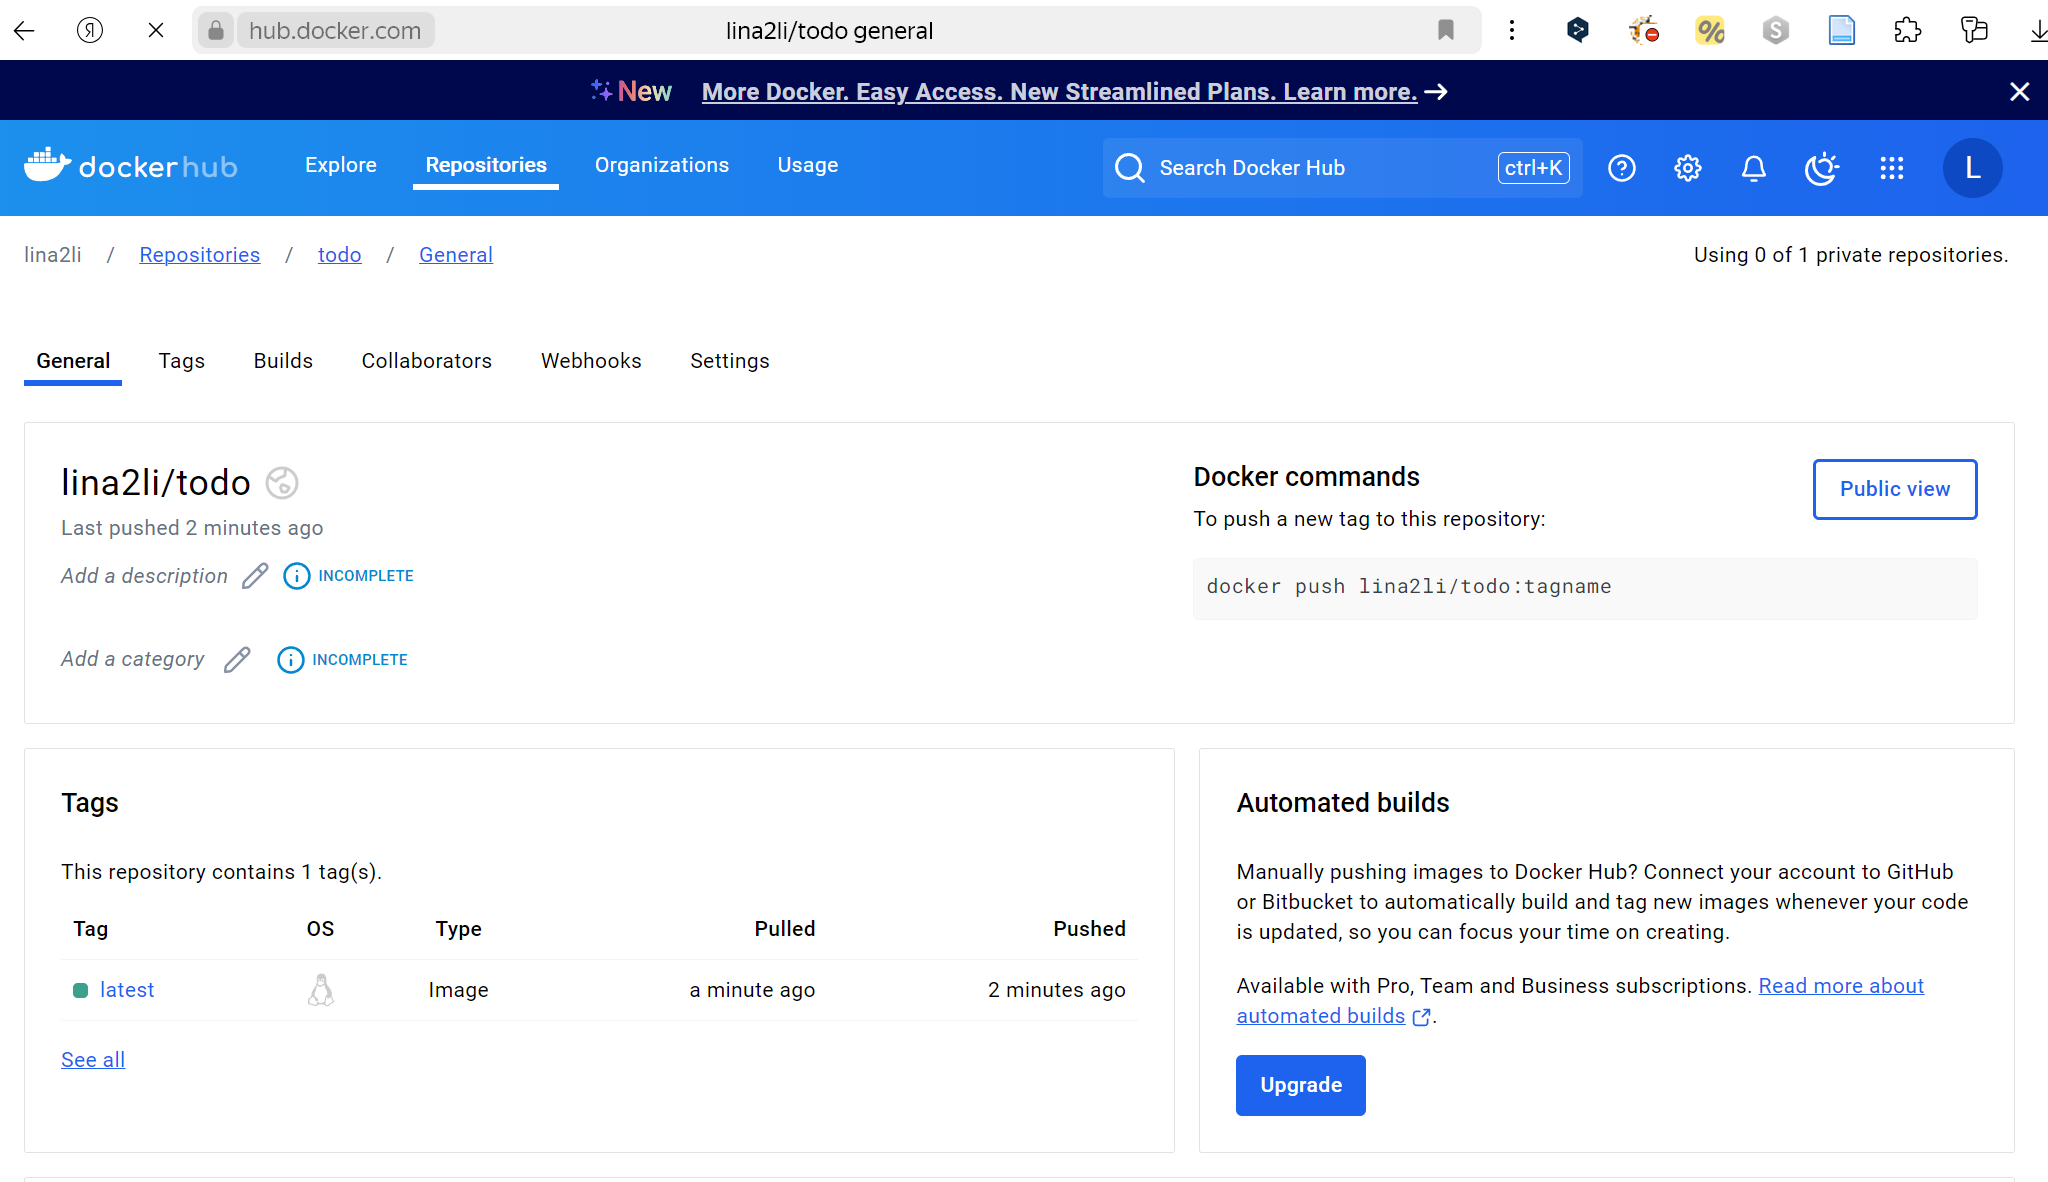 Я
hub.docker.com
lina2li/todo general
%
S
New
More Docker. Easy Access. New Streamlined Plans. Learn more.
docker hub
Explore
Repositories
Organizations
Usage
Search Docker Hub
ctrl+K
?
L
lina2li / Repositories / todo / General
Using 0 of 1 private repositories.
General
Tags
Builds
Collaborators
Webhooks
Settings
lina2li/todo
Last pushed 2 minutes ago
Add a description
INCOMPLETE
Add a category
INCOMPLETE
Docker commands
To push a new tag to this repository:
Public view
docker push lina2li/todo:tagname
Tags
This repository contains 1 tag(s).
Tag OS Type Pulled Pushed
latest Image a minute ago 2 minutes ago
See all
Automated builds
Manually pushing images to Docker Hub? Connect your account to GitHub
or Bitbucket to automatically build and tag new images whenever your code
is updated, so you can focus your time on creating.
Available with Pro, Team and Business subscriptions. Read more about
automated builds .
Upgrade